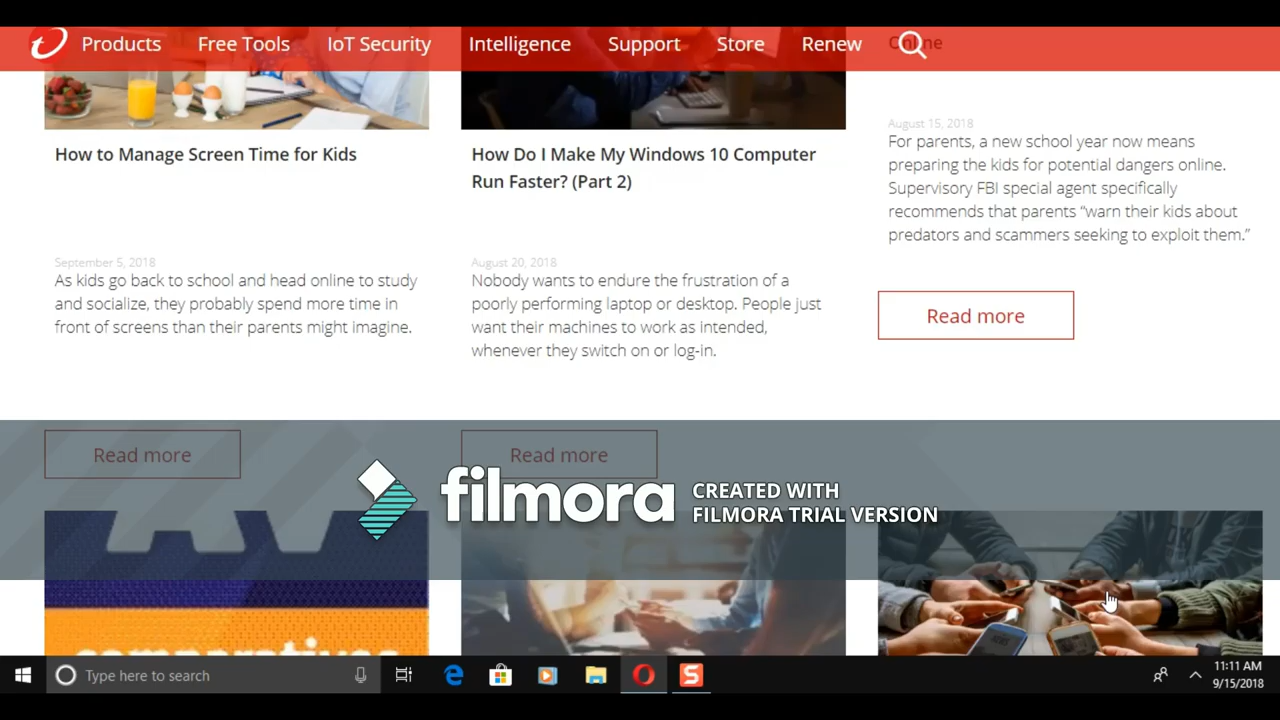 Products Free Tools IoT Security Intelligence Support Store Renew
Online
How to Manage Screen Time for Kids
September 5, 2018
As kids go back to school and head online to study
and socialize, they probably spend more time in
front of screens than their parents might imagine.
Read more
How Do I Make My Windows 10 Computer
Run Faster? (Part 2)
August 20, 2018
Nobody wants to endure the frustration of a
poorly performing laptop or desktop. People just
want their machines to work as intended,
whenever they switch on or log-in.
Read more
August 15, 2018
For parents, a new school year now means
preparing the kids for potential dangers online.
Supervisory FBI special agent specifically
recommends that parents “warn their kids about
predators and scammers seeking to exploit them.”
Read more
filmora
CREATED WITH
FILMORA TRIAL VERSION
AV
comparatives
Type here to search
S
11:11 AM
9/15/2018